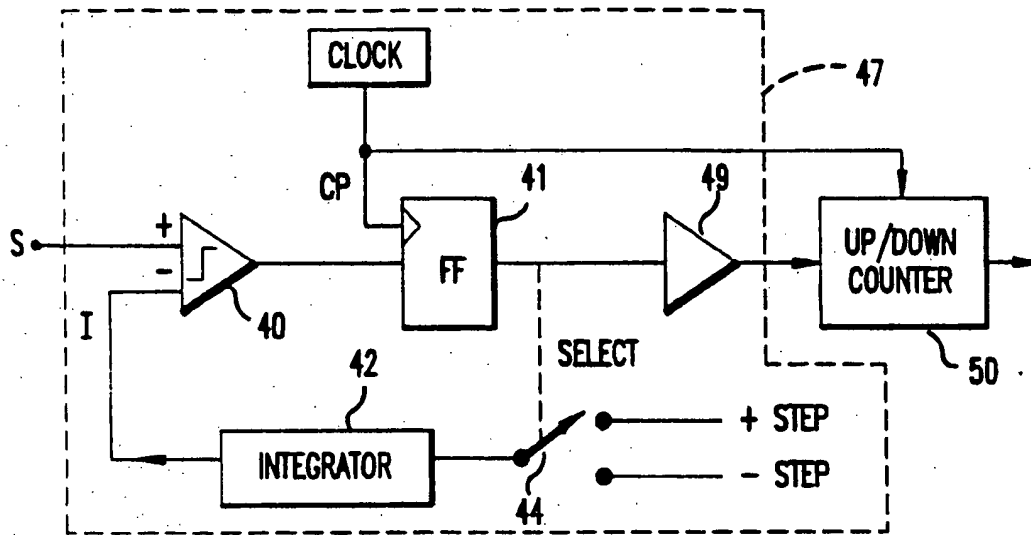 CLOCK
47
CP
41
49
S
+
-
FF
UP/DOWN
COUNTER
40
I
SELECT
50
42
INTEGRATOR
+ STEP
- STEP
44